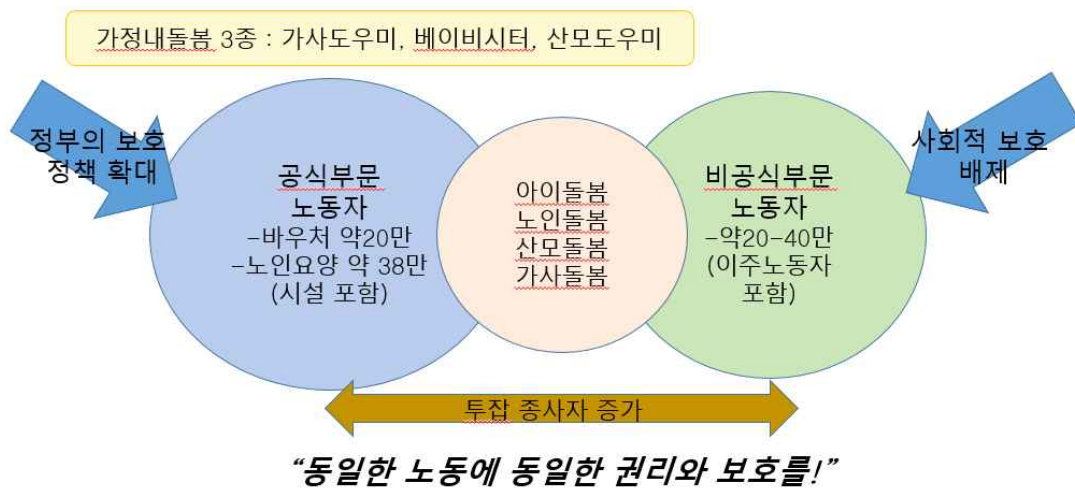 가정내돌봄 3종 : 가사도우미, 베이비시터, 산모도우미
정부의 보호
정책 확대
공식부문
노동자
-바우처 약20만
-노인요양 약 38만
(시설 포함)
아이돌봄
노인돌봄
산모돌봄
가사돌봄
비공식부문
노동자
-약20-40만
(이주노동자
포함)
사회적 보호
배제
투잡 종사자 증가
“동일한 노동에 동일한 권리와 보호를!”